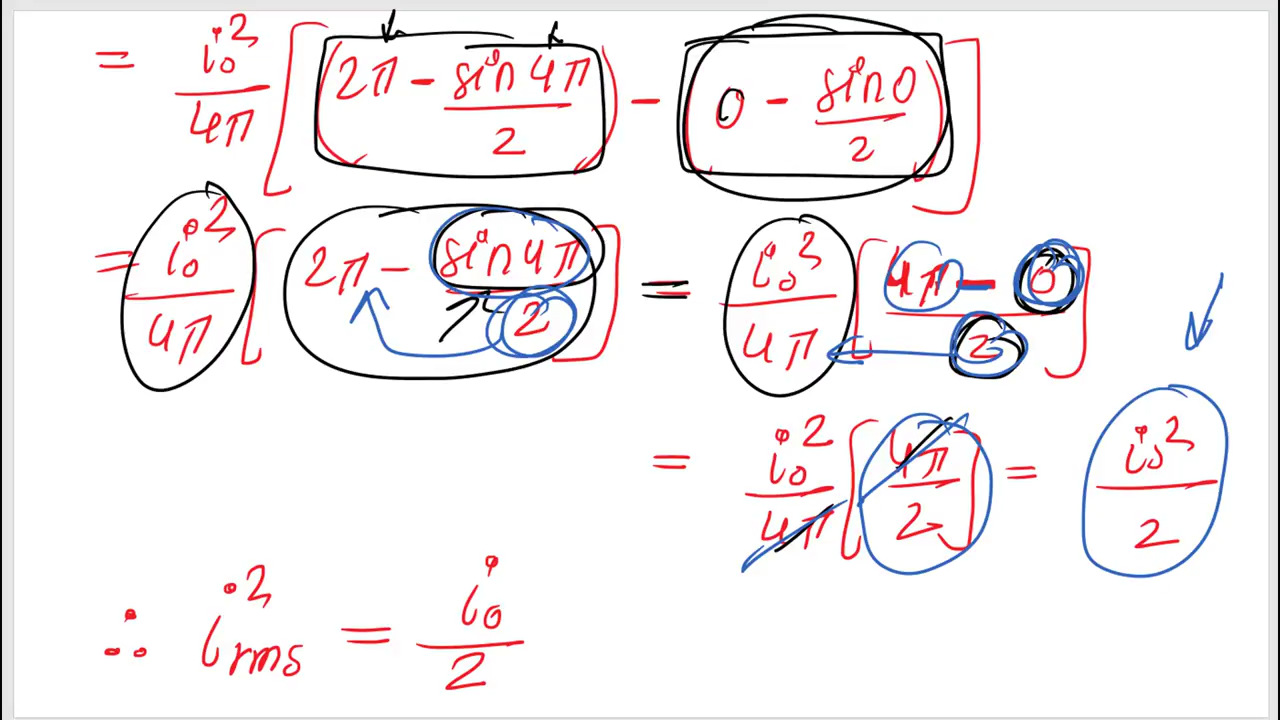 = i₀²/4π [(2π - sin4π/2) - (0 - sin0/2)]
= i₀²/4π [2π - sin4π/2] = i₀²/4π [4π - 0/2]
= i₀²/4π [4π/2] = i₀²/2
∴ i²rms = i₀/2